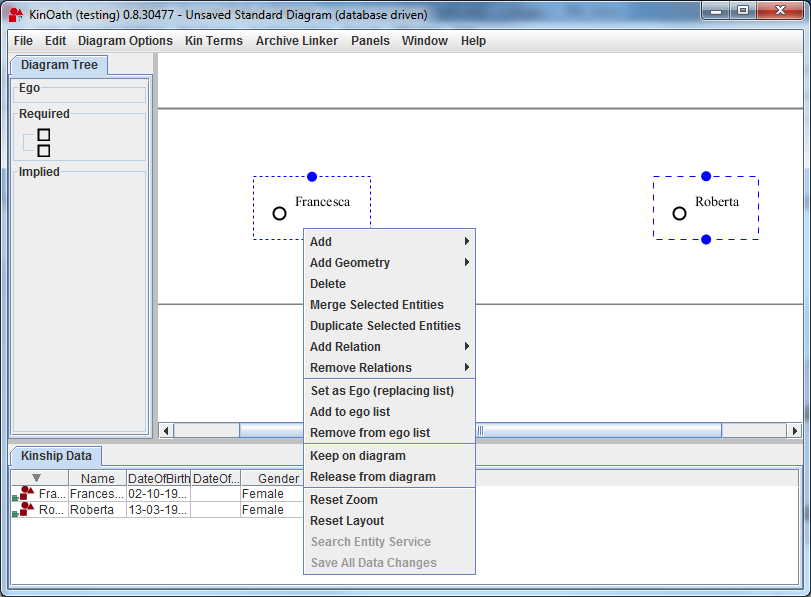 KinOath (testing) 0.8.30477 - Unsaved Standard Diagram (database driven)
File Edit Diagram Options Kin Terms Archive Linker Panels Window Help
Diagram Tree
Ego
Required
Implied
Francesca
Roberta
Add
Add Geometry
Delete
Merge Selected Entities
Duplicate Selected Entities
Add Relation
Remove Relations
Set as Ego (replacing list)
Add to ego list
Remove from ego list
Keep on diagram
Release from diagram
Reset Zoom
Reset Layout
Search Entity Service
Save All Data Changes
Kinship Data
Name DateOfBirth DateOf... Gender
Fra... Frances... 02-10-19... Female
Ro... Roberta 13-03-19... Female